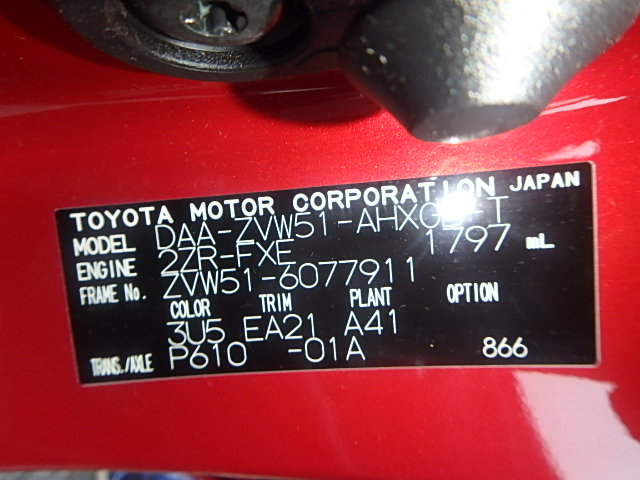 TOYOTA MOTOR CORPORATION JAPAN
MODEL DAA-ZVW51-AHXGB-T
ENGINE 2ZR-FXE 1797 mL
FRAME No. ZVW51-6077911
COLOR TRIM PLANT OPTION
3U5 EA21 A41
TRANS./AXLE P610 -01A 866